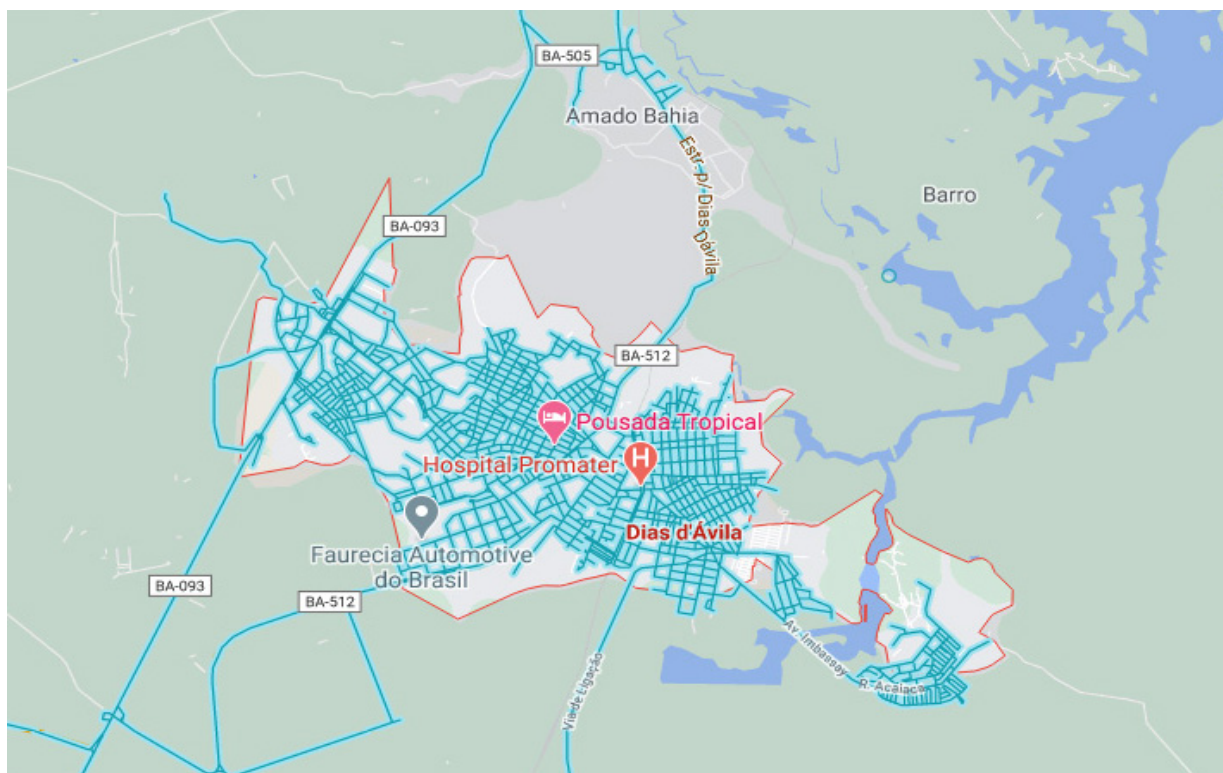 BA-505
Amado Bahia
Estr. p/ Dias
Dávila
Barro
BA-093
BA-512
Pousada Tropical
Hospital Promater
H
Dias d'Ávila
Faurecia Automotive
do Brasil
BA-093
BA-512
Via de Ligação
Av. Imbassay
R. Acaiaca